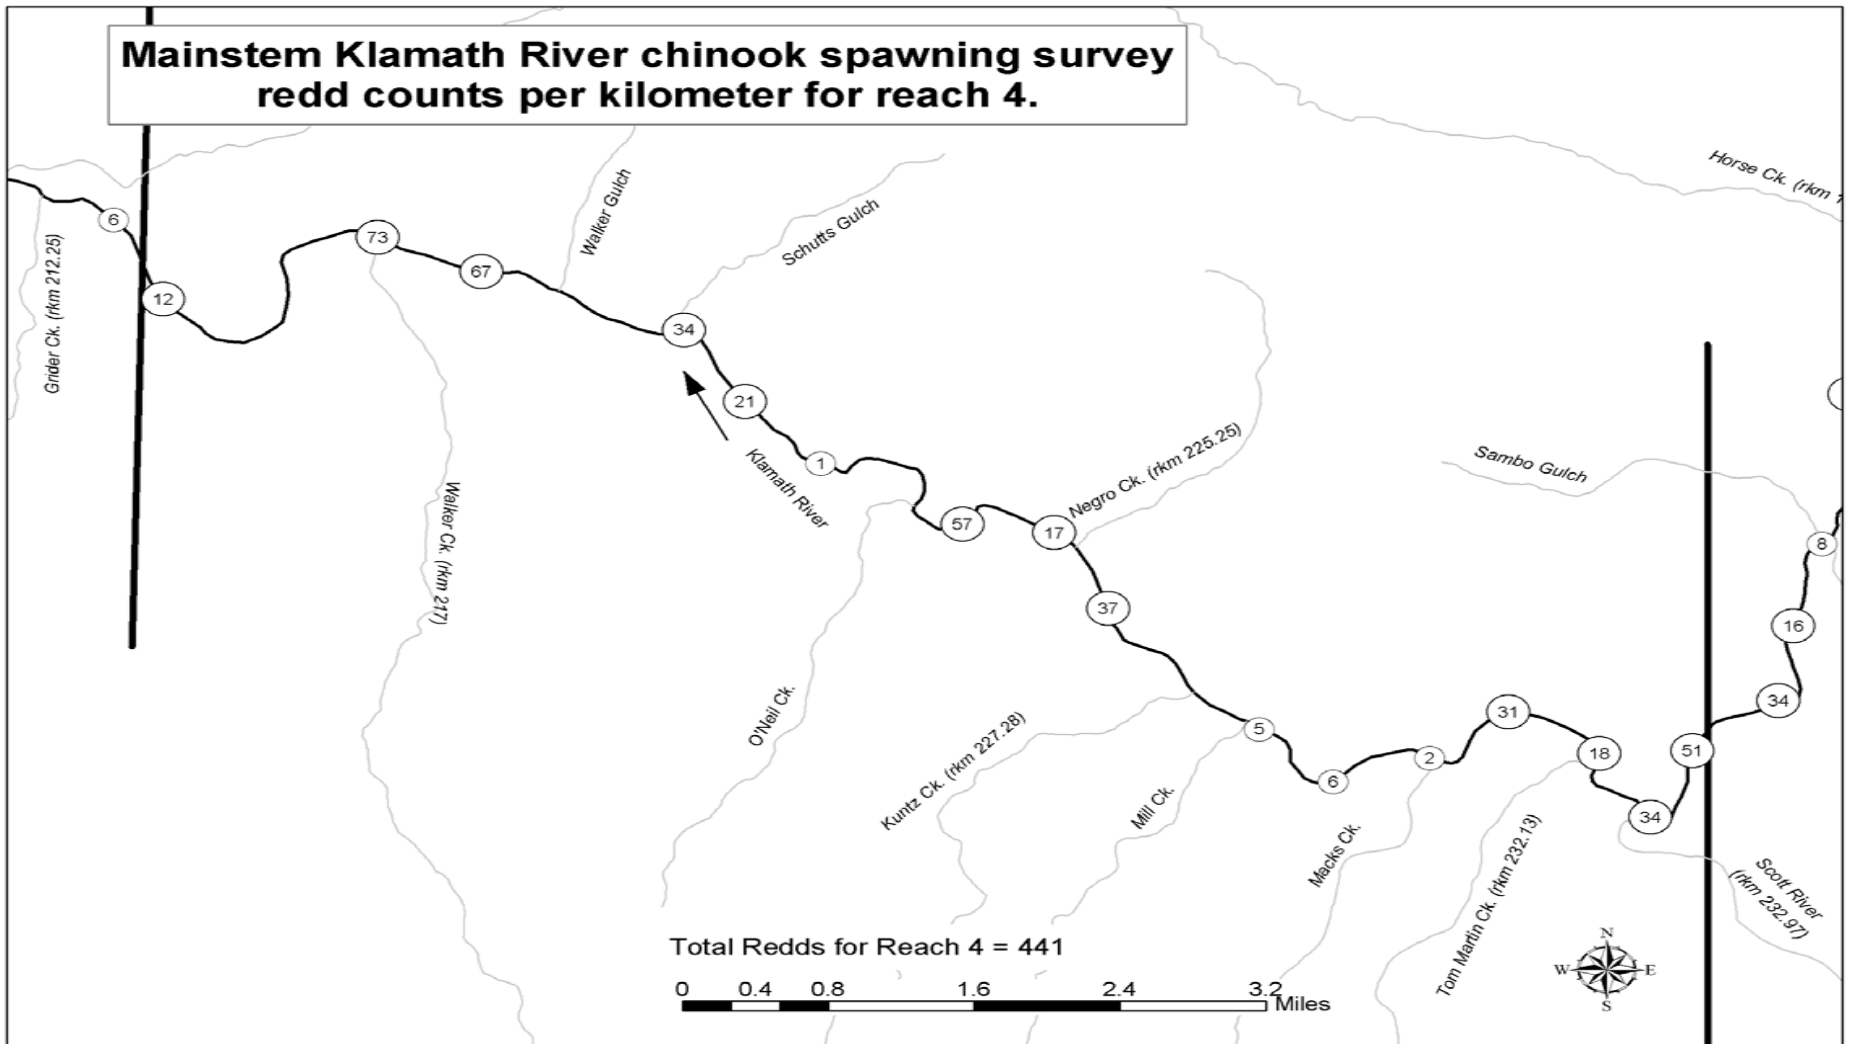 Mainstem Klamath River chinook spawning survey
redd counts per kilometer for reach 4.
Horse Ck. (rkm 1
Walker Gulch
Schutts Gulch
6
Grider Ck. (rkm 212.25)
73
67
12
34
21
Klamath River
1
Negro Ck. (rkm 225.25)
Sambo Gulch
Walker Ck. (rkm 217)
57
17
8
37
16
O'Neil Ck.
Kuntz Ck. (rkm 227.28)
5
31
34
6
2
18
51
Mill Ck.
34
Macks Ck.
Tom Martin Ck. (rkm 232.13)
Scott River
(rkm 232.97)
Total Redds for Reach 4 = 441
0 0.4 0.8 1.6 2.4 3.2
Miles
N
W E
S